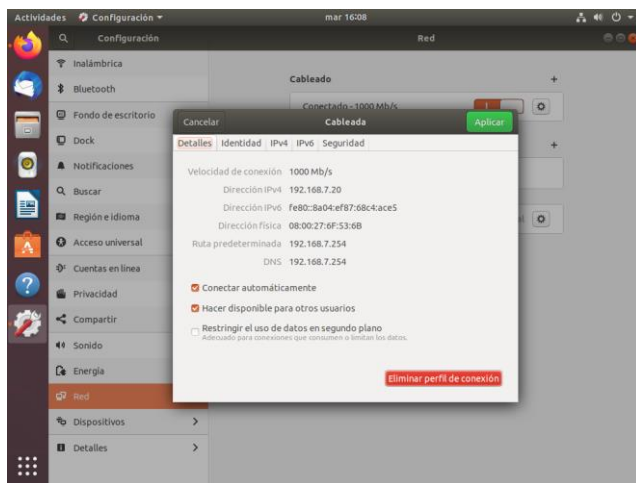 Actividades Configuración mar 16:08
Configuración Red
Inalámbrica
Bluetooth
Fondo de escritorio
Dock
Notificaciones
Buscar
Región e idioma
Acceso universal
Cuentas en línea
Privacidad
Compartir
Sonido
Energía
Red
Dispositivos
Detalles
Cableado
Conectado - 1000 Mb/s
Cancelar Cableada Aplicar
Detalles Identidad IPv4 IPv6 Seguridad
Velocidad de conexión 1000 Mb/s
Dirección IPv4 192.168.7.20
Dirección IPv6 fe80::8a04:ef87:68c4:ace5
Dirección física 08:00:27:6F:53:6B
Ruta predeterminada 192.168.7.254
DNS 192.168.7.254
Conectar automáticamente
Hacer disponible para otros usuarios
Restringir el uso de datos en segundo plano
Adecuado para conexiones que consumen o limitan los datos.
Eliminar perfil de conexión